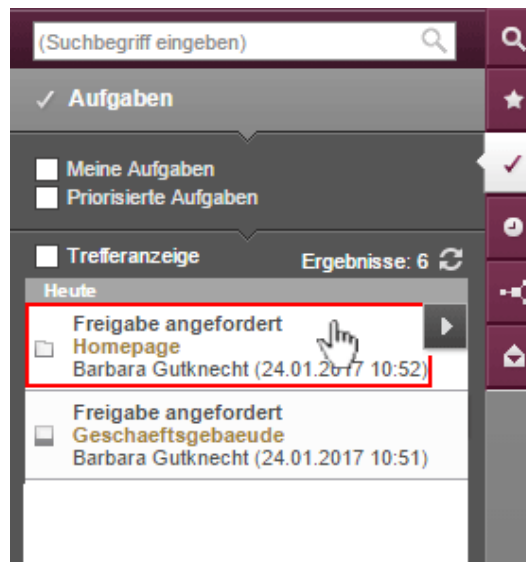 (Suchbegriff eingeben)
Aufgaben
Meine Aufgaben
Priorisierte Aufgaben
Trefferanzeige
Ergebnisse: 6
Heute
Freigabe angefordert
Homepage
Barbara Gutknecht (24.01.2017 10:52)
Freigabe angefordert
Geschaeftsgebaeude
Barbara Gutknecht (24.01.2017 10:51)